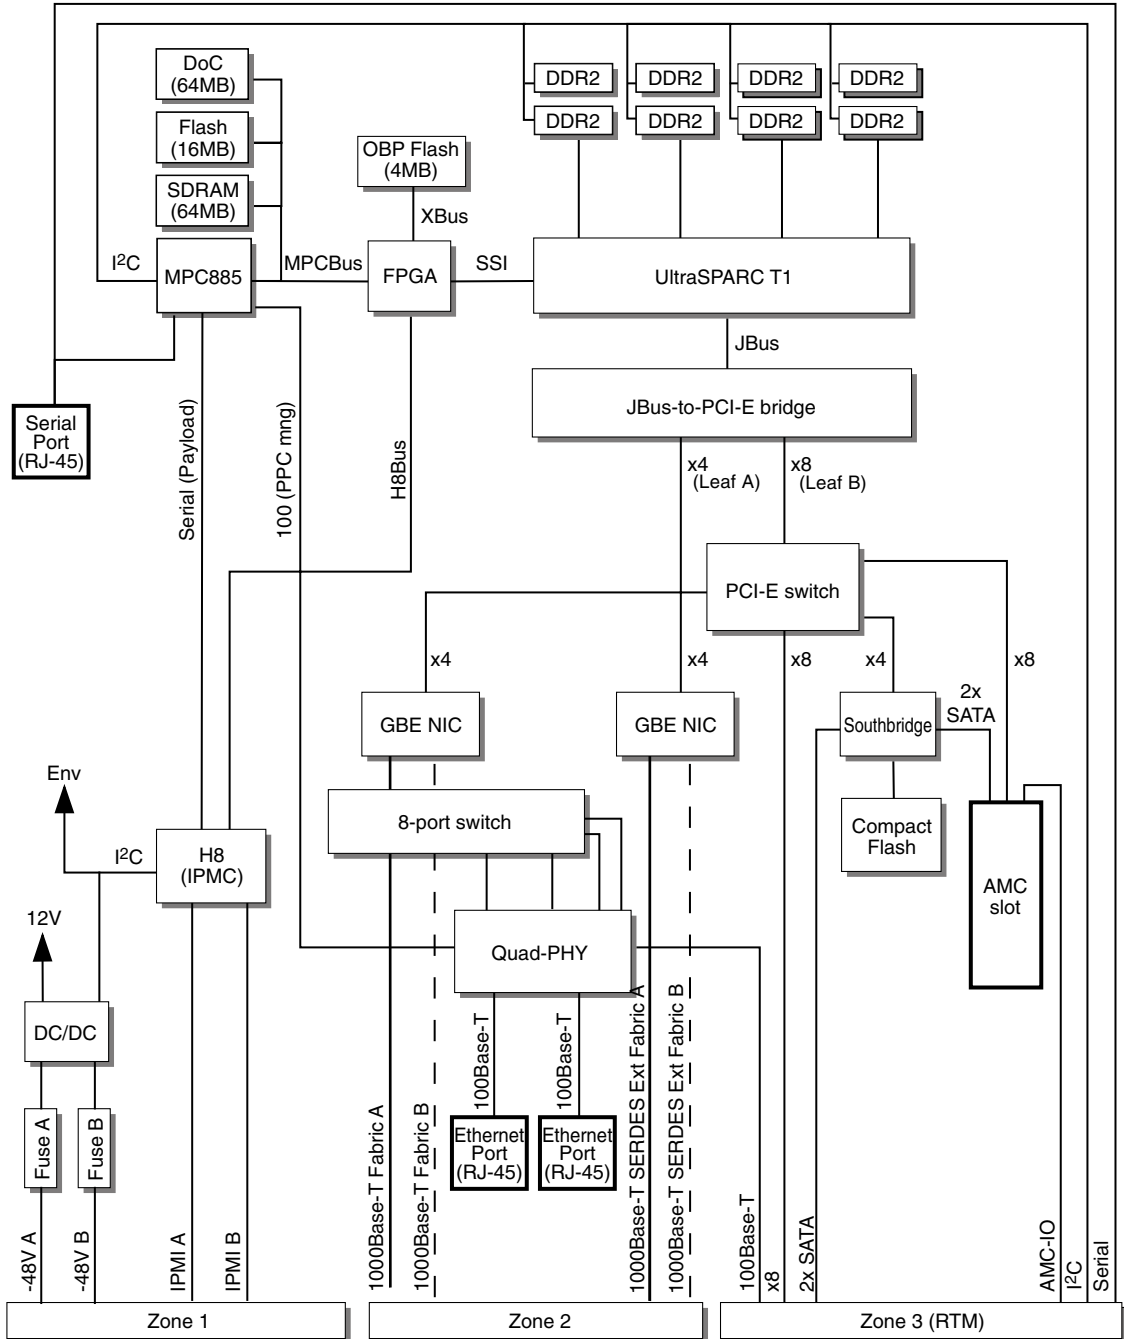 DoC
(64MB)
Flash
(16MB)
SDRAM
(64MB)
OBP Flash
(4MB)
XBus
DDR2
DDR2
DDR2
DDR2
DDR2
DDR2
DDR2
DDR2
I2C
MPC885
MPCBus
FPGA
SSI
UltraSPARC T1
JBus
JBus-to-PCI-E bridge
Serial
Port
(RJ-45)
Serial (Payload)
100 (PPC mng)
H8Bus
x4
(Leaf A)
x8
(Leaf B)
PCI-E switch
x4
x4
x8
x4
x8
GBE NIC
GBE NIC
Southbridge
2x
SATA
Env
8-port switch
Compact
Flash
I2C
H8
(IPMC)
AMC
slot
12V
Quad-PHY
DC/DC
100Base-T
100Base-T
Fuse A
Fuse B
Ethernet
Port
(RJ-45)
Ethernet
Port
(RJ-45)
-48V A
-48V B
IPMI A
IPMI B
1000Base-T Fabric A
1000Base-T Fabric B
1000Base-T SERDES Ext Fabric A
1000Base-T SERDES Ext Fabric B
100Base-T
x8
2x SATA
AMC-IO
I2C
Serial
Zone 1
Zone 2
Zone 3 (RTM)